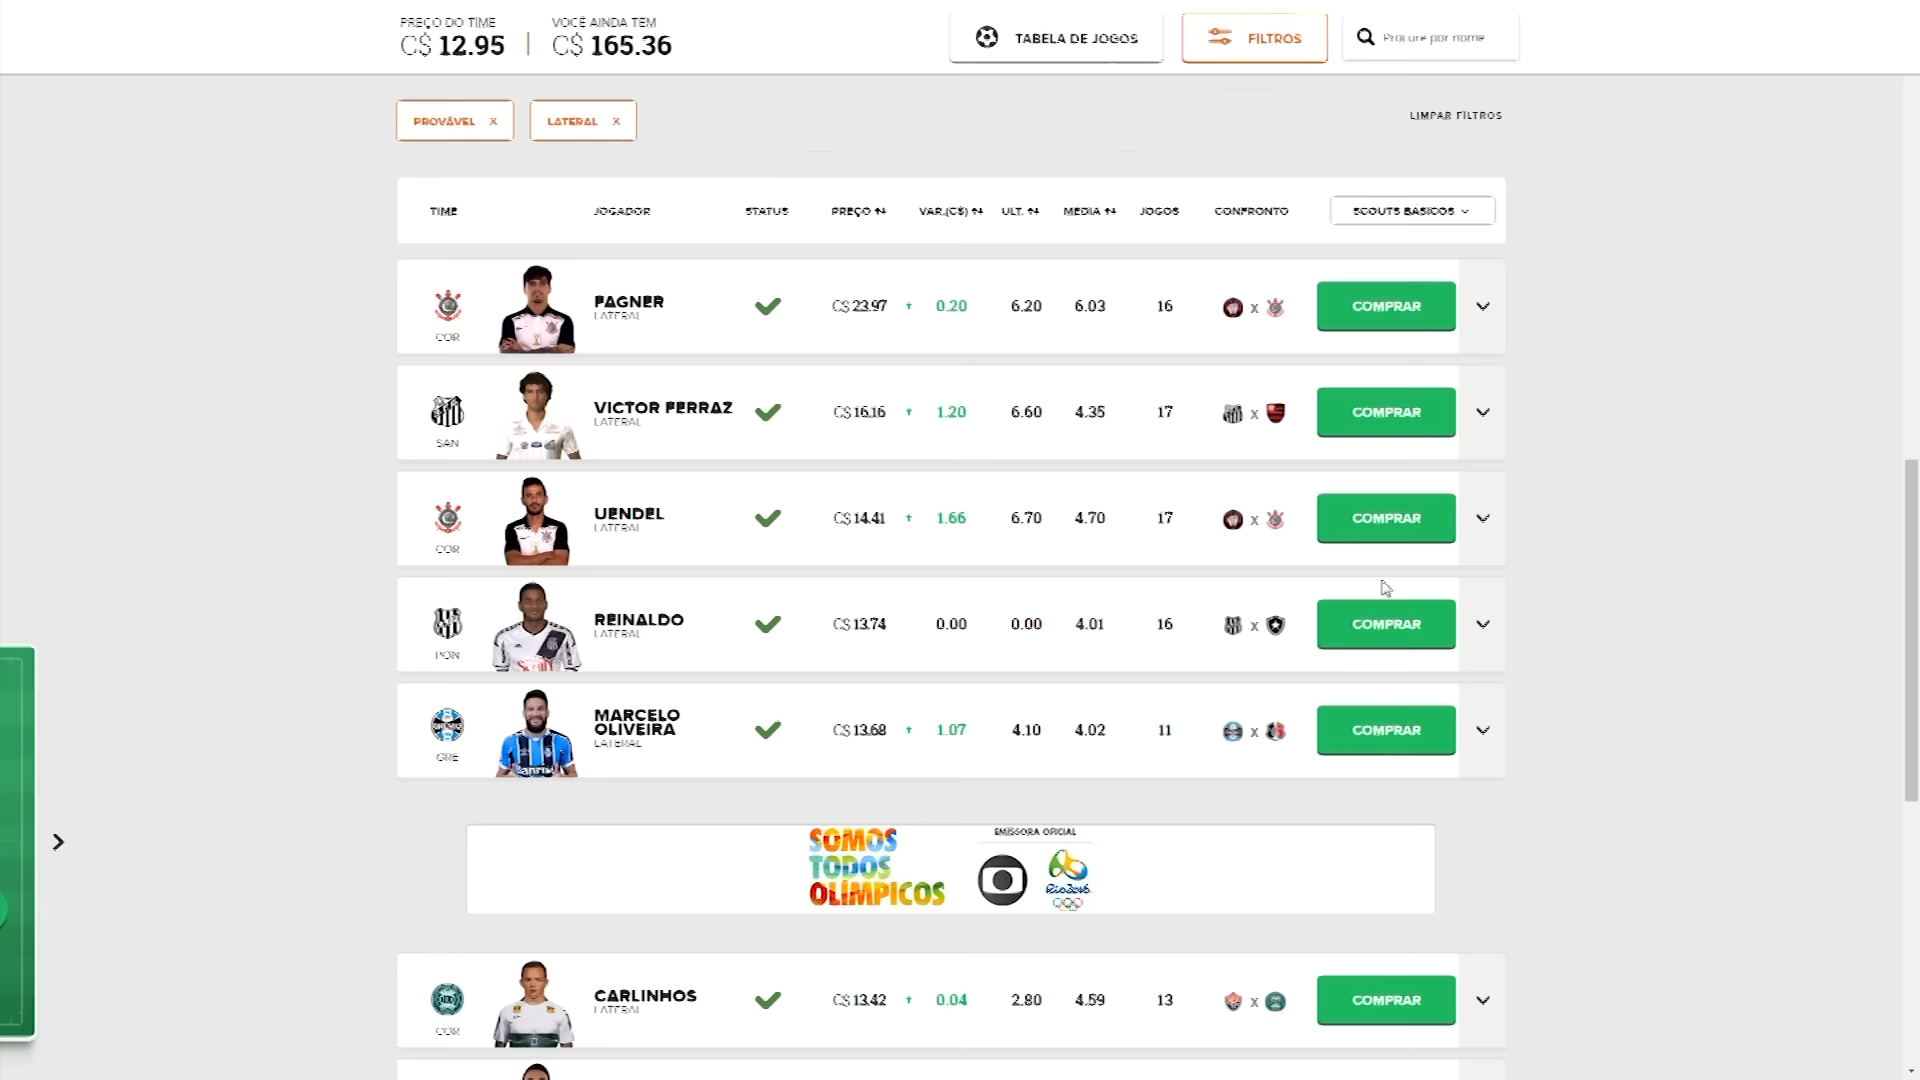 PREÇO DO TIME
C$ 12.95
VOCÊ AINDA TEM
C$ 165.36
TABELA DE JOGOS
FILTROS
Procure por nome
PROVÁVEL X
LATERAL X
LIMPAR FILTROS
TIME JOGADOR STATUS PREÇO VAR.(C$) ULT. MEDIA JOGOS CONFRONTO SCOUTS BASICOS
COR FAGNER LATERAL C$ 23.97 0.20 6.20 6.03 16 X COMPRAR
SAN VICTOR FERRAZ LATERAL C$ 16.16 1.20 6.60 4.35 17 X COMPRAR
COR UENDEL LATERAL C$ 14.41 1.66 6.70 4.70 17 X COMPRAR
PON REINALDO LATERAL C$ 13.74 0.00 0.00 4.01 16 X COMPRAR
GRE MARCELO OLIVEIRA LATERAL C$ 13.68 1.07 4.10 4.02 11 X COMPRAR
SOMOS
TODOS
OLÍMPICOS
EMISSORA OFICIAL
Rio2016
COR CARLINHOS LATERAL C$ 13.42 0.04 2.80 4.59 13 X COMPRAR